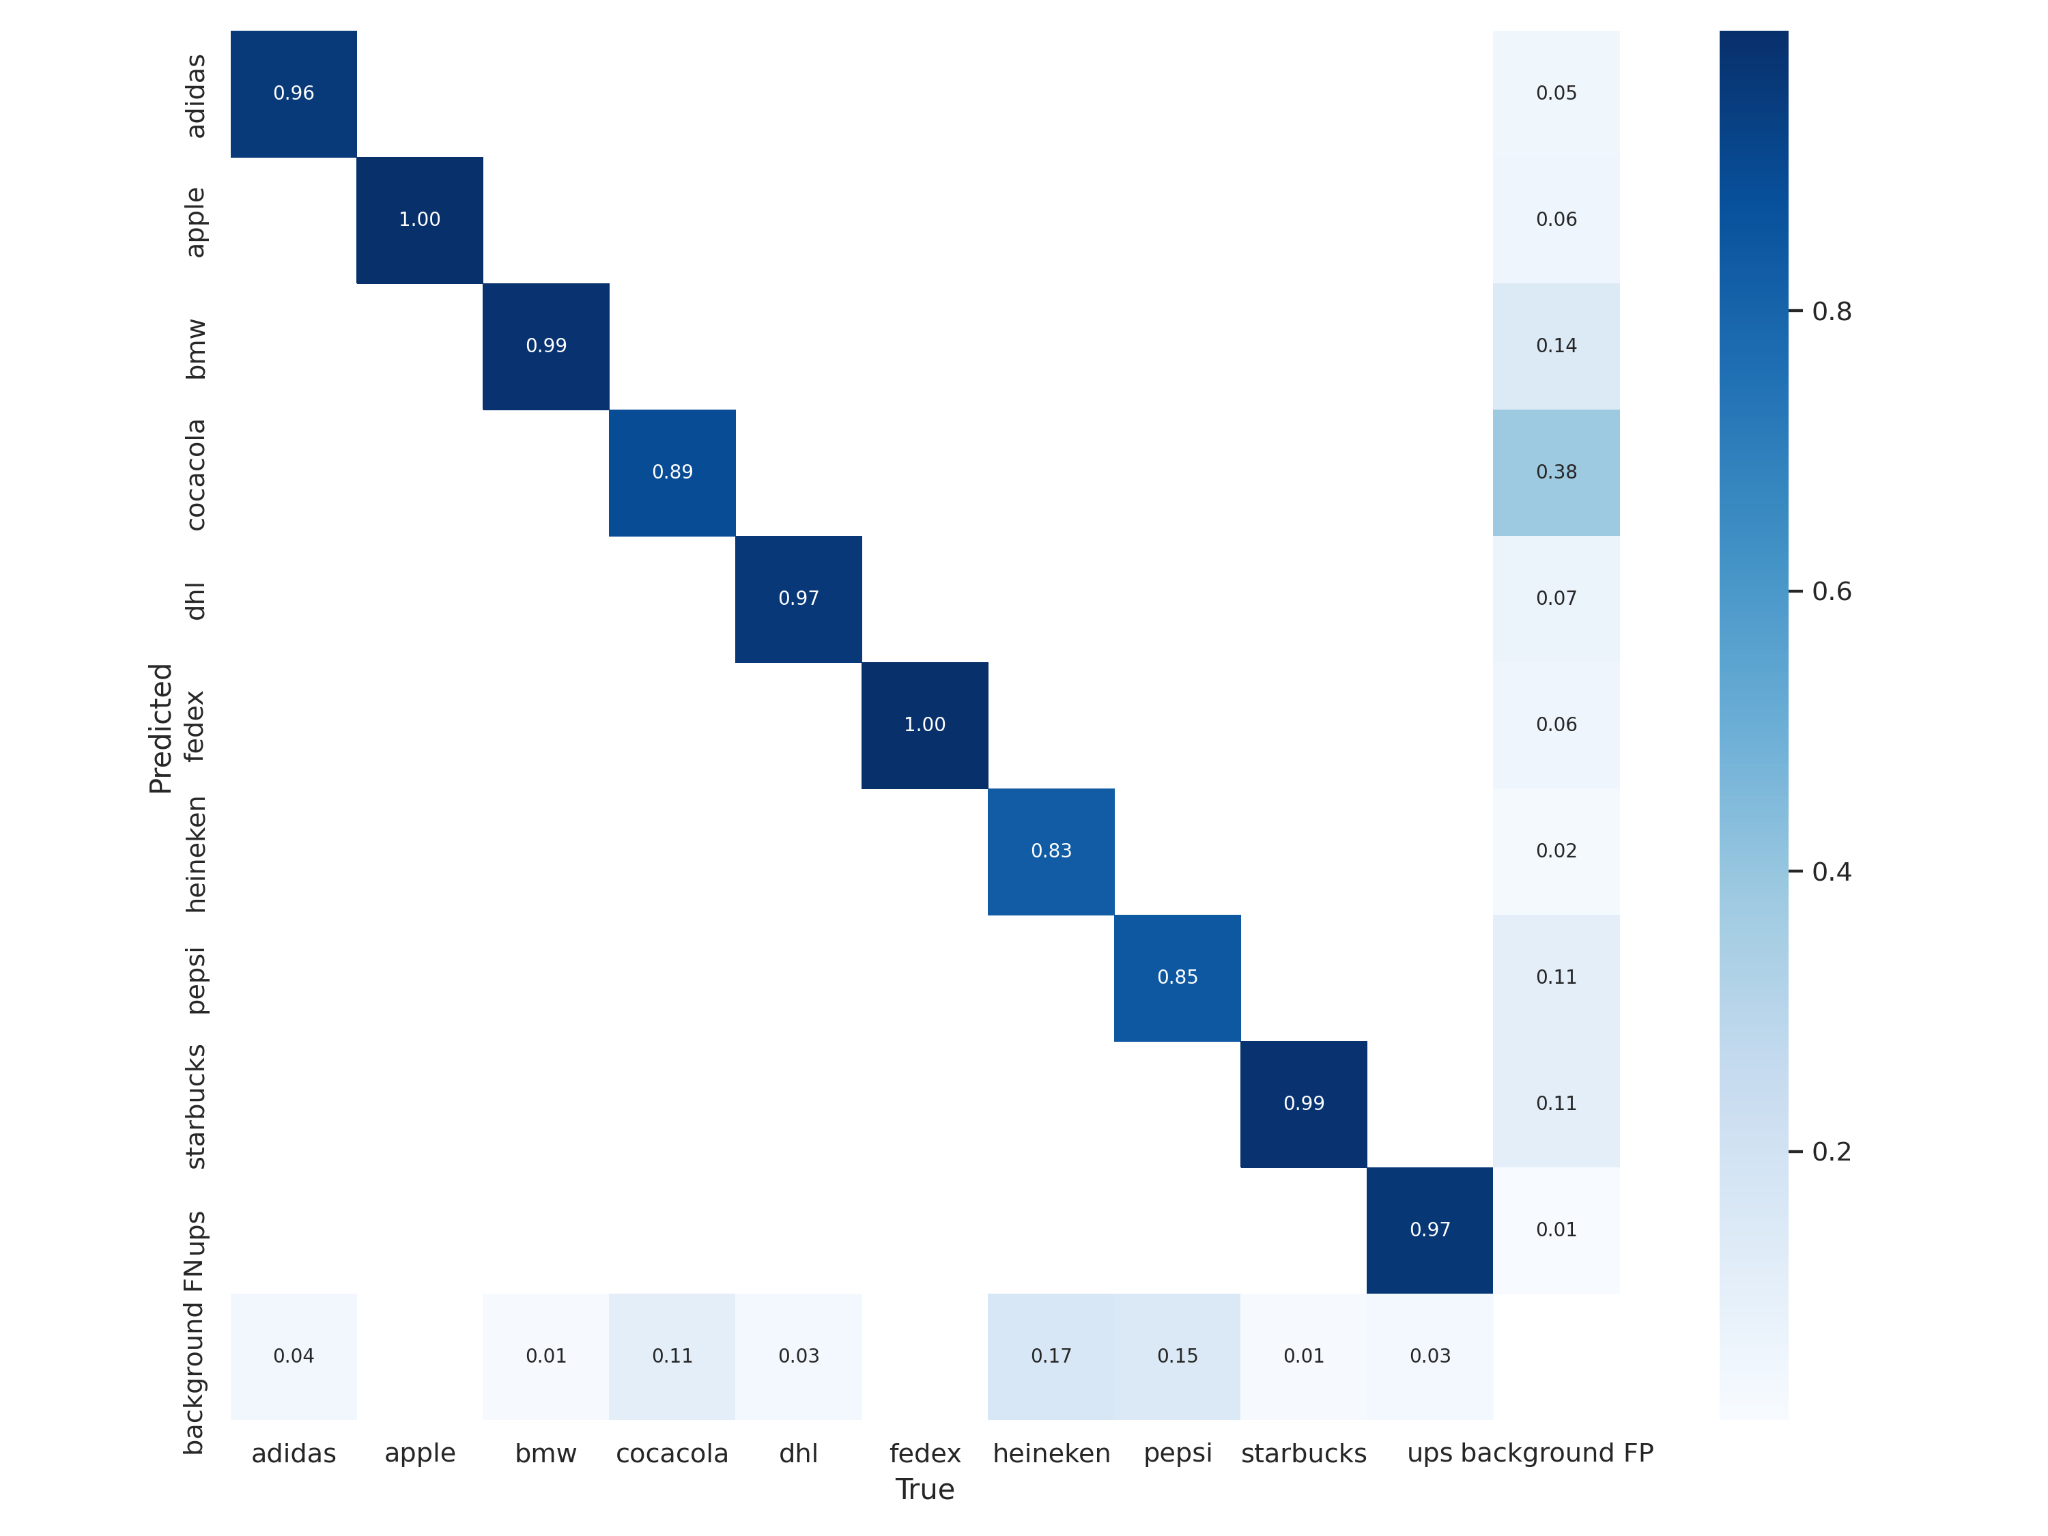 adidas
0.96
0.05
apple
1.00
0.06
bmw
0.99
0.14
0.8
cocacola
0.89
0.38
dhl
0.97
0.07
0.6
Predicted
fedex
1.00
0.06
heineken
0.83
0.02
0.4
pepsi
0.85
0.11
starbucks
0.99
0.11
0.2
ups
0.97
0.01
background FN
0.04
0.01
0.11
0.03
0.17
0.15
0.01
0.03
adidas apple bmw cocacola dhl fedex heineken pepsi starbucks ups background FP
True